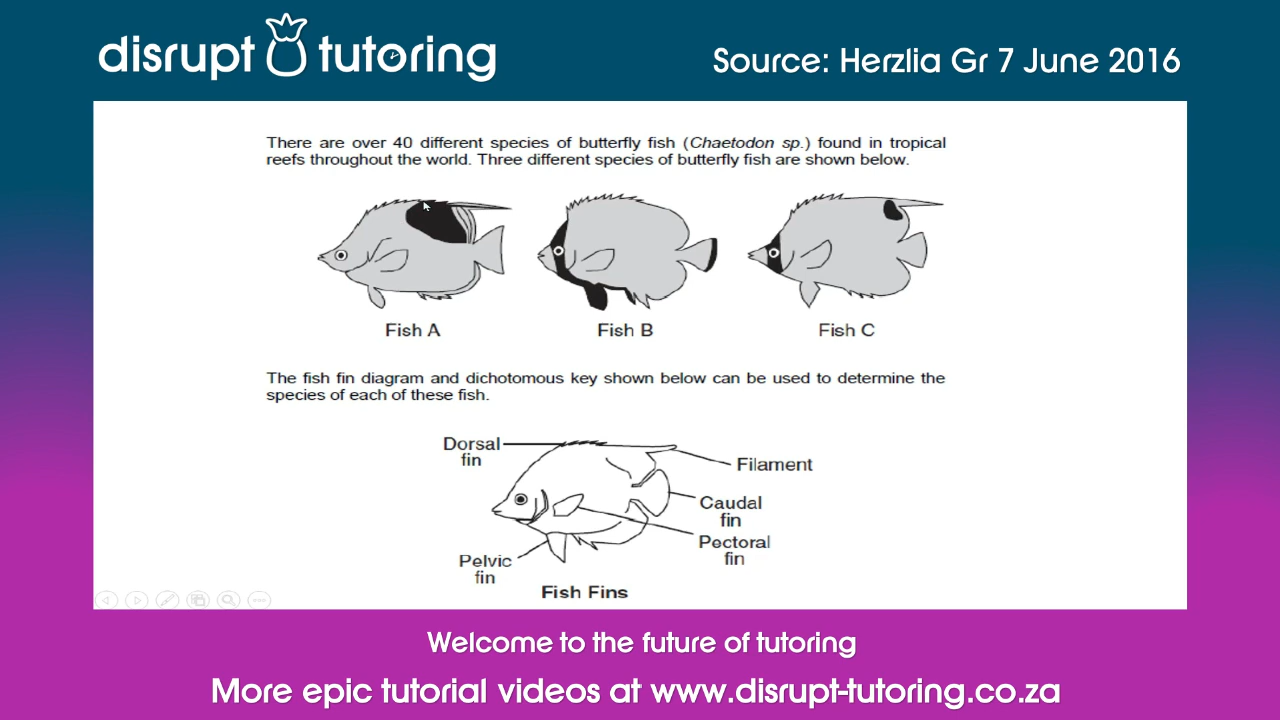 disrupt tutoring
Source: Herzlia Gr 7 June 2016
There are over 40 different species of butterfly fish (Chaetodon sp.) found in tropical
reefs throughout the world. Three different species of butterfly fish are shown below.
Fish A
Fish B
Fish C
The fish fin diagram and dichotomous key shown below can be used to determine the
species of each of these fish.
Dorsal
fin
Filament
Caudal
fin
Pectoral
fin
Pelvic
fin
Fish Fins
Welcome to the future of tutoring
More epic tutorial videos at www.disrupt-tutoring.co.za